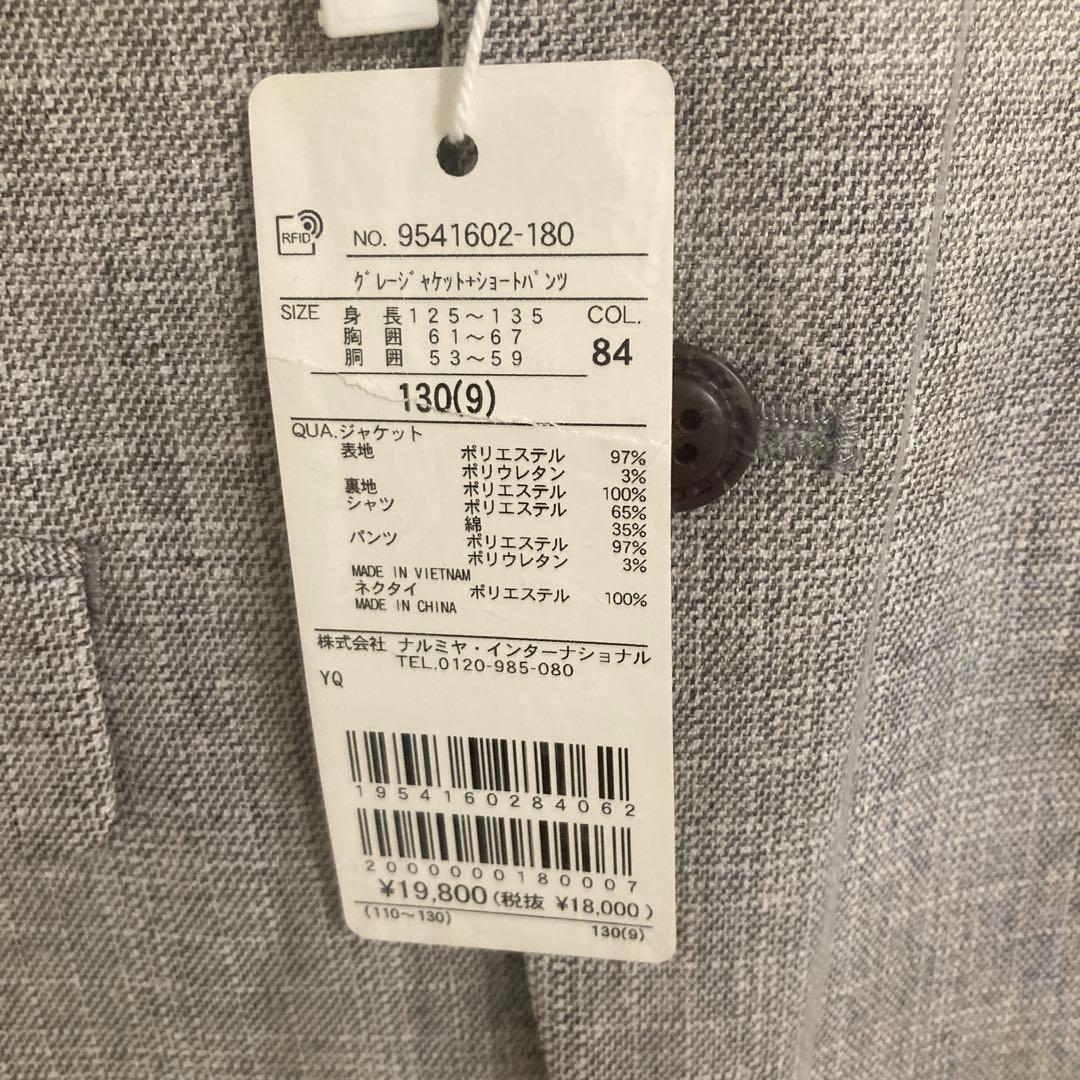 RFID
NO. 9541602-180
グレージャケット+ショートパンツ
SIZE 身 長 125～135 COL.
胸 囲 61～67
胴 囲 53～59 84
130(9)
QUA.ジャケット
表地 ポリエステル 97%
ポリウレタン 3%
裏地 ポリエステル 100%
シャツ ポリエステル 65%
綿 35%
パンツ ポリエステル 97%
ポリウレタン 3%
MADE IN VIETNAM
ネクタイ ポリエステル 100%
MADE IN CHINA
株式会社 ナルミヤ・インターナショナル
TEL.0120-985-080
YQ
1954160284062
2000000180007
¥19,800(税抜 ¥18,000)
(110～130)
130(9)